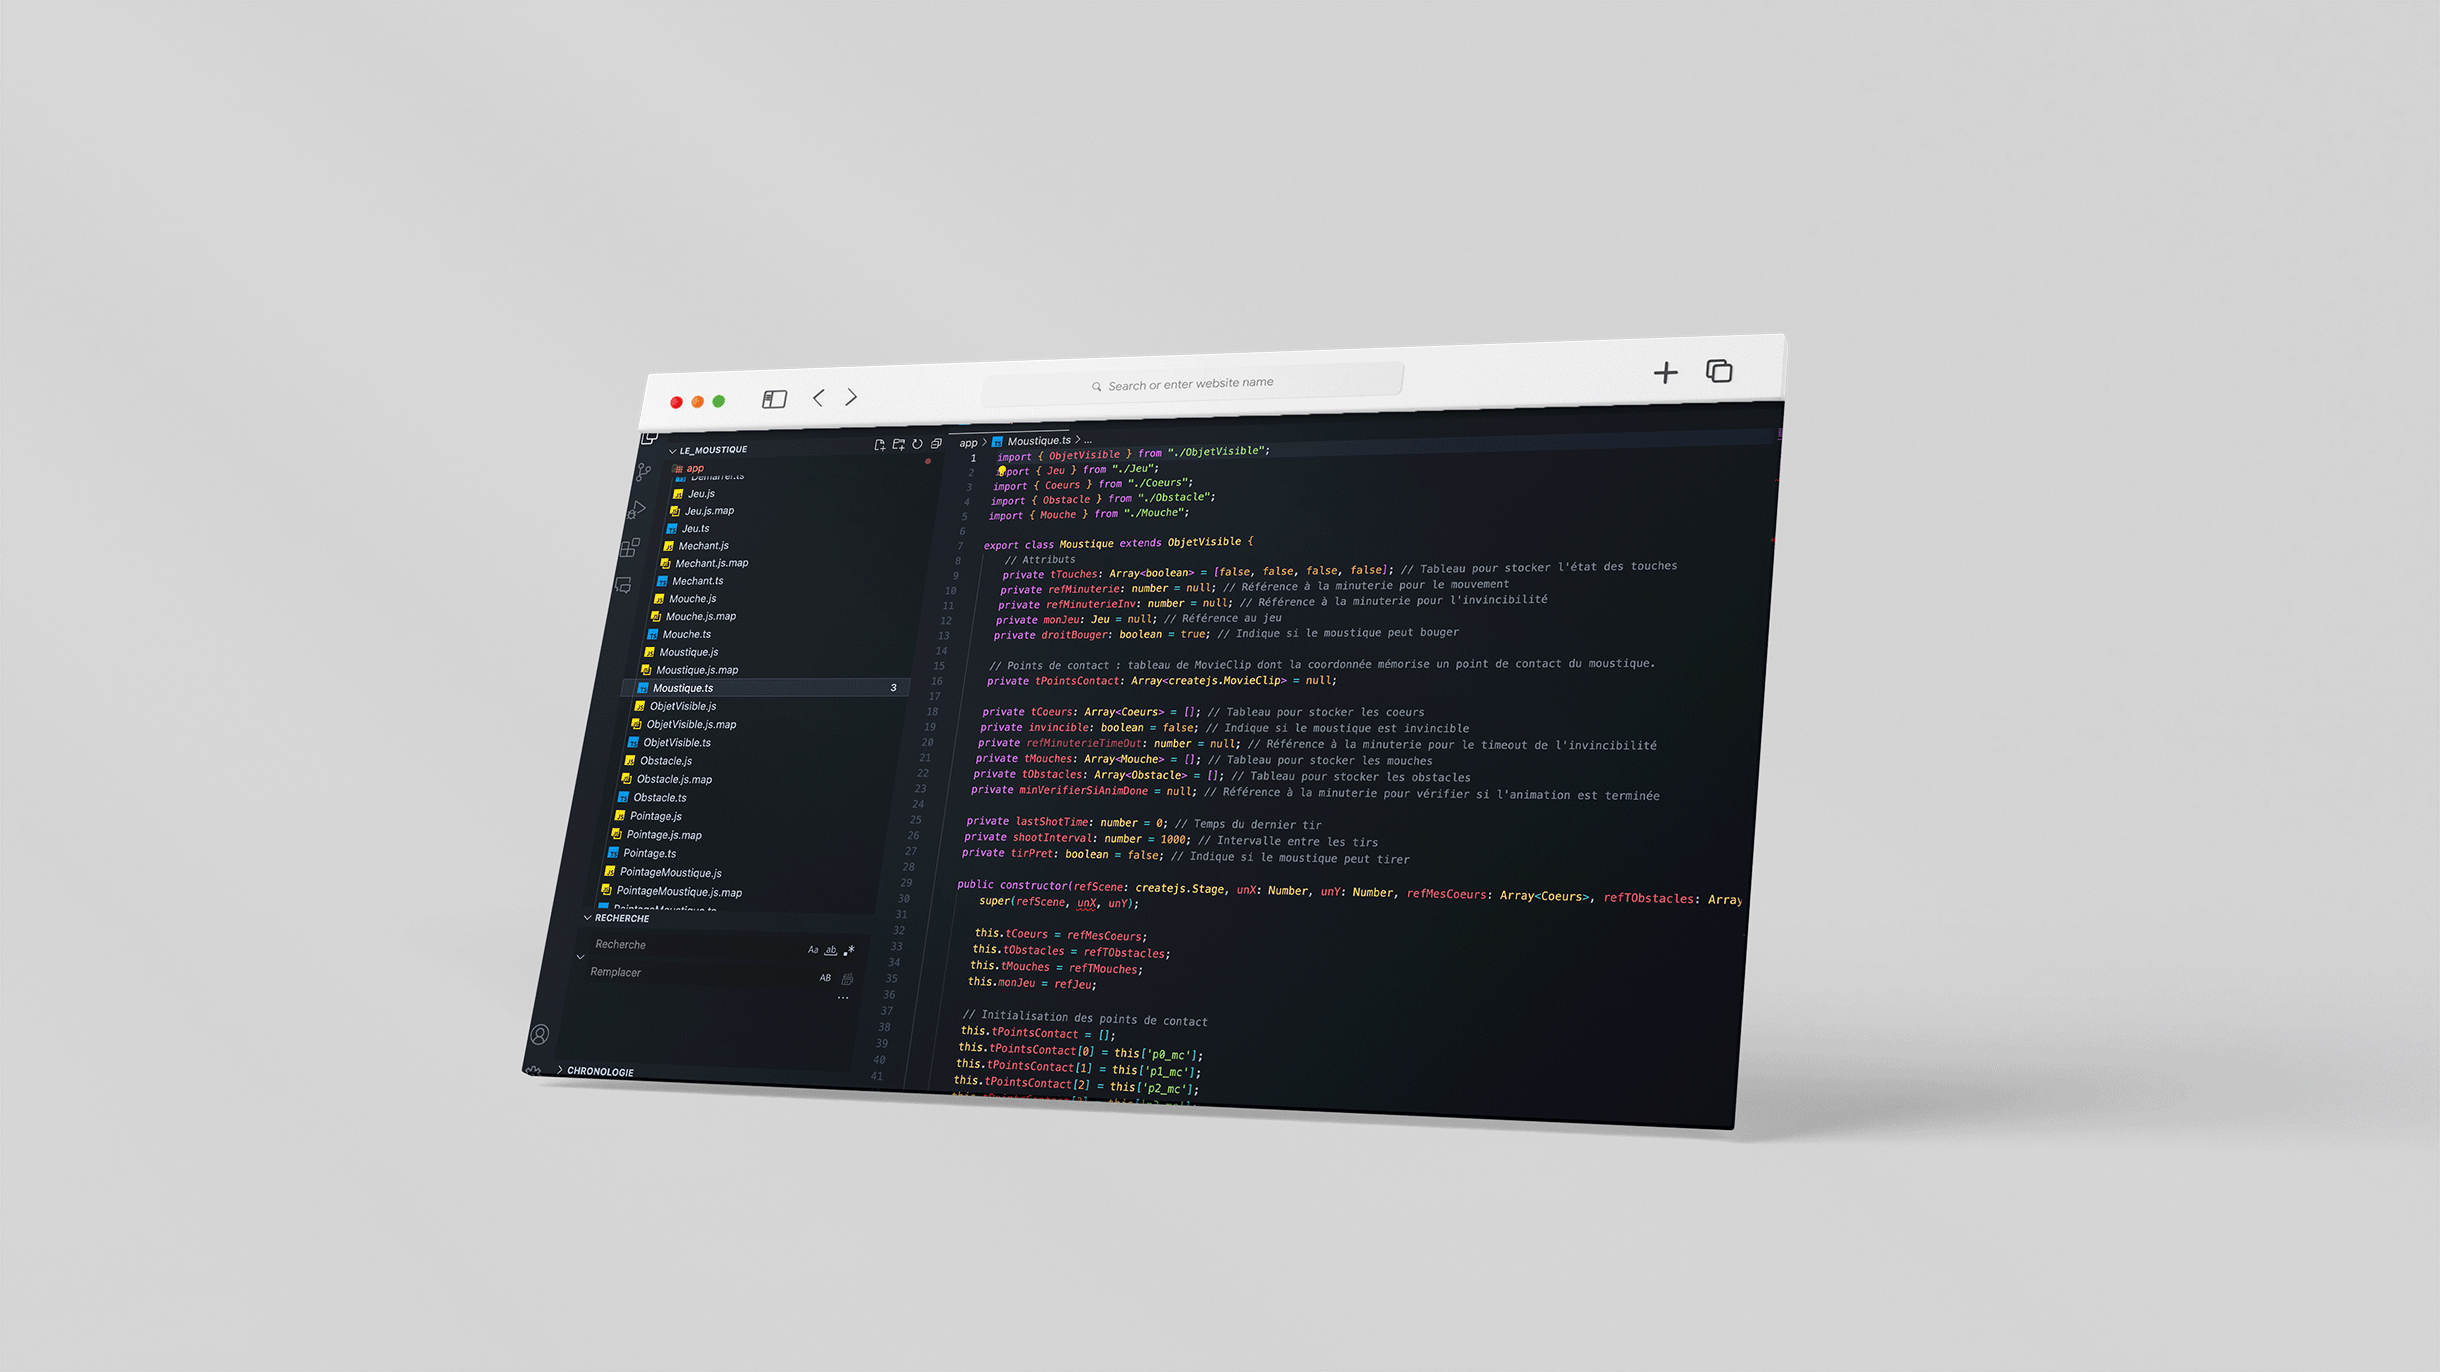 Search or enter website name
LE_MOUSTIQUE
app
Demarrer.ts
Jeu.js
Jeu.js.map
Jeu.ts
Mechant.js
Mechant.js.map
Mechant.ts
Mouche.js
Mouche.js.map
Mouche.ts
Moustique.js
Moustique.js.map
Moustique.ts 3
ObjetVisible.js
ObjetVisible.js.map
ObjetVisible.ts
Obstacle.js
Obstacle.js.map
Obstacle.ts
Pointage.js
Pointage.js.map
Pointage.ts
PointageMoustique.js
PointageMoustique.js.map
PointageMoustique.ts
RECHERCHE
Recherche Aa ab
Remplacer AB
...
CHRONOLOGIE
app > TS Moustique.ts > ...
1 import { ObjetVisible } from "./ObjetVisible";
2 import { Jeu } from "./Jeu";
3 import { Coeurs } from "./Coeurs";
4 import { Obstacle } from "./Obstacle";
5 import { Mouche } from "./Mouche";
6
7 export class Moustique extends ObjetVisible {
8 // Attributs
9 private tTouches: Array<boolean> = [false, false, false, false]; // Tableau pour stocker l'état des touches
10 private refMinuterie: number = null; // Référence à la minuterie pour le mouvement
11 private refMinuterieInv: number = null; // Référence à la minuterie pour l'invincibilité
12 private monJeu: Jeu = null; // Référence au jeu
13 private droitBouger: boolean = true; // Indique si le moustique peut bouger
14
15 // Points de contact : tableau de MovieClip dont la coordonnée mémorise un point de contact du moustique.
16 private tPointsContact: Array<createjs.MovieClip> = null;
17
18 private tCoeurs: Array<Coeurs> = []; // Tableau pour stocker les coeurs
19 private invincible: boolean = false; // Indique si le moustique est invincible
20 private refMinuterieTimeOut: number = null; // Référence à la minuterie pour le timeout de l'invincibilité
21 private tMouches: Array<Mouche> = []; // Tableau pour stocker les mouches
22 private tObstacles: Array<Obstacle> = []; // Tableau pour stocker les obstacles
23 private minVerifierSiAnimDone = null; // Référence à la minuterie pour vérifier si l'animation est terminée
24
25 private lastShotTime: number = 0; // Temps du dernier tir
26 private shootInterval: number = 1000; // Intervalle entre les tirs
27 private tirPret: boolean = false; // Indique si le moustique peut tirer
28
29 public constructor(refScene: createjs.Stage, unX: Number, unY: Number, refMesCoeurs: Array<Coeurs>, refTObstacles: Array
30 super(refScene, unX, unY);
31
32 this.tCoeurs = refMesCoeurs;
33 this.tObstacles = refTObstacles;
34 this.tMouches = refTMouches;
35 this.monJeu = refJeu;
36
37 // Initialisation des points de contact
38 this.tPointsContact = [];
39 this.tPointsContact[0] = this['p0_mc'];
40 this.tPointsContact[1] = this['p1_mc'];
41 this.tPointsContact[2] = this['p2_mc'];